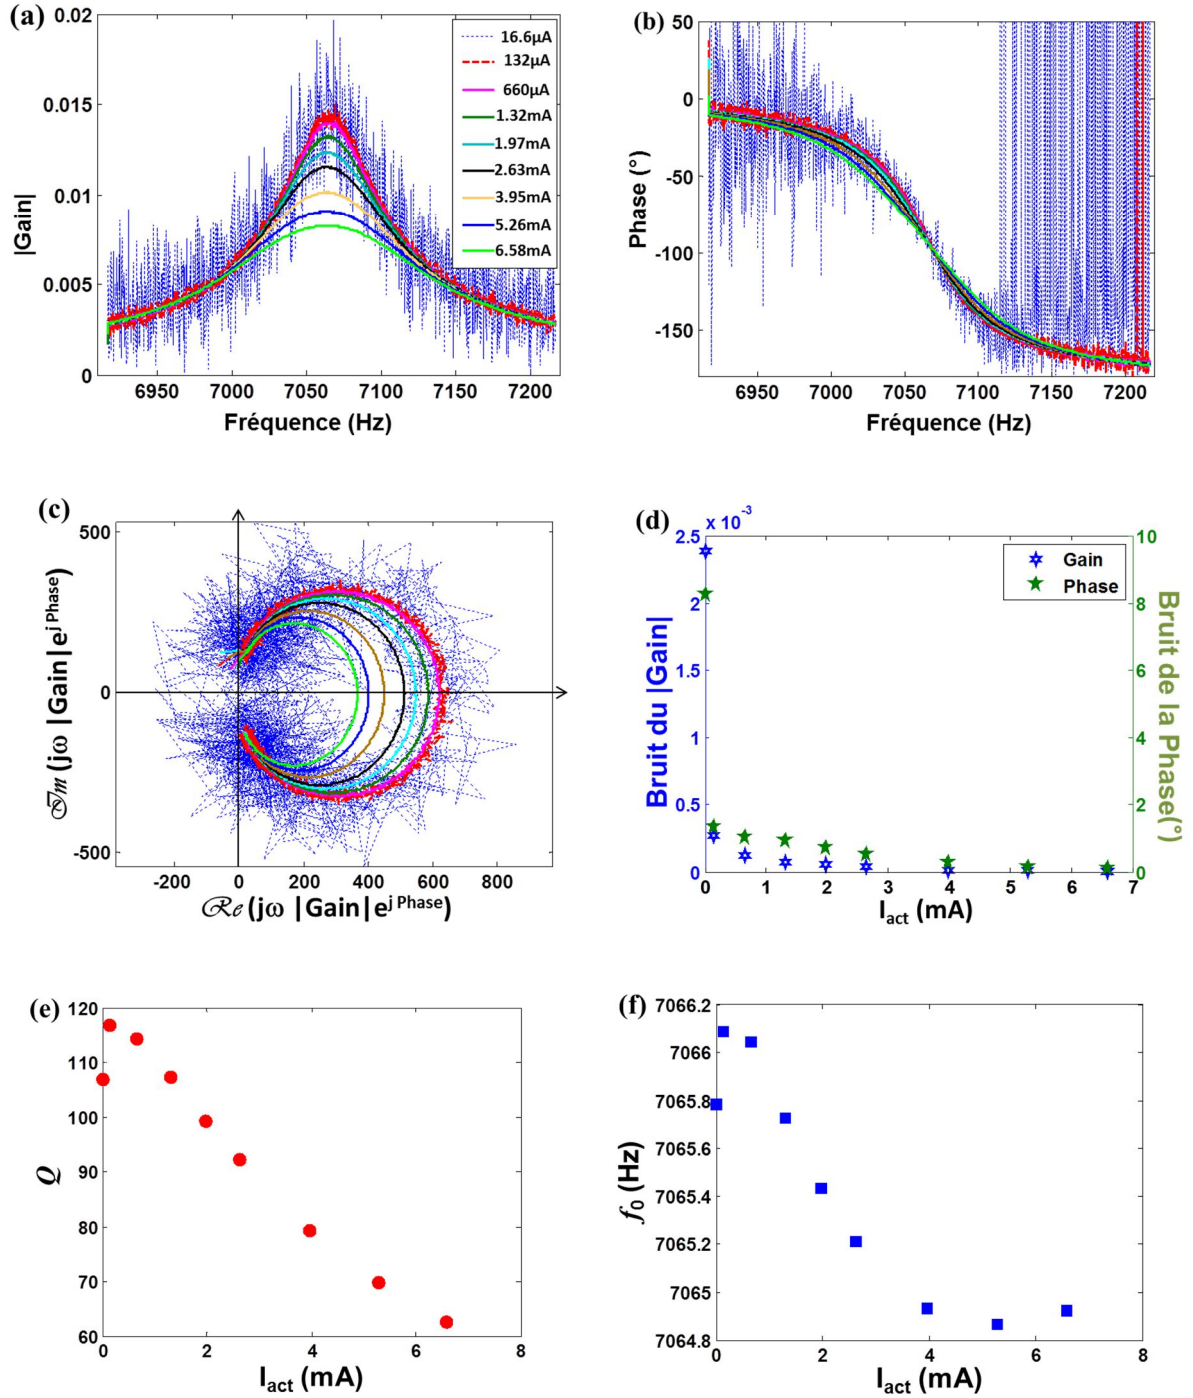 (a)
0.02
0.015
0.01
0.005
0
|Gain|
6950 7000 7050 7100 7150 7200
Fréquence (Hz)
16.6µA
132µA
660µA
1.32mA
1.97mA
2.63mA
3.95mA
5.26mA
6.58mA
(b)
50
0
-50
-100
-150
Phase (°)
6950 7000 7050 7100 7150 7200
Fréquence (Hz)
(c)
500
0
-500
ℑm (jω |Gain| e^j Phase)
-200 0 200 400 600 800
ℛe (jω |Gain| e^j Phase)
(d)
x 10^-3
2.5
2
1.5
1
0.5
0
Bruit du |Gain|
Gain
Phase
10
8
6
4
2
0
Bruit de la Phase(°)
0 1 2 3 4 5 6 7
I_act (mA)
(e)
120
110
100
90
80
70
60
Q
0 2 4 6 8
I_act (mA)
(f)
7066.2
7066
7065.8
7065.6
7065.4
7065.2
7065
7064.8
f_0 (Hz)
0 2 4 6 8
I_act (mA)